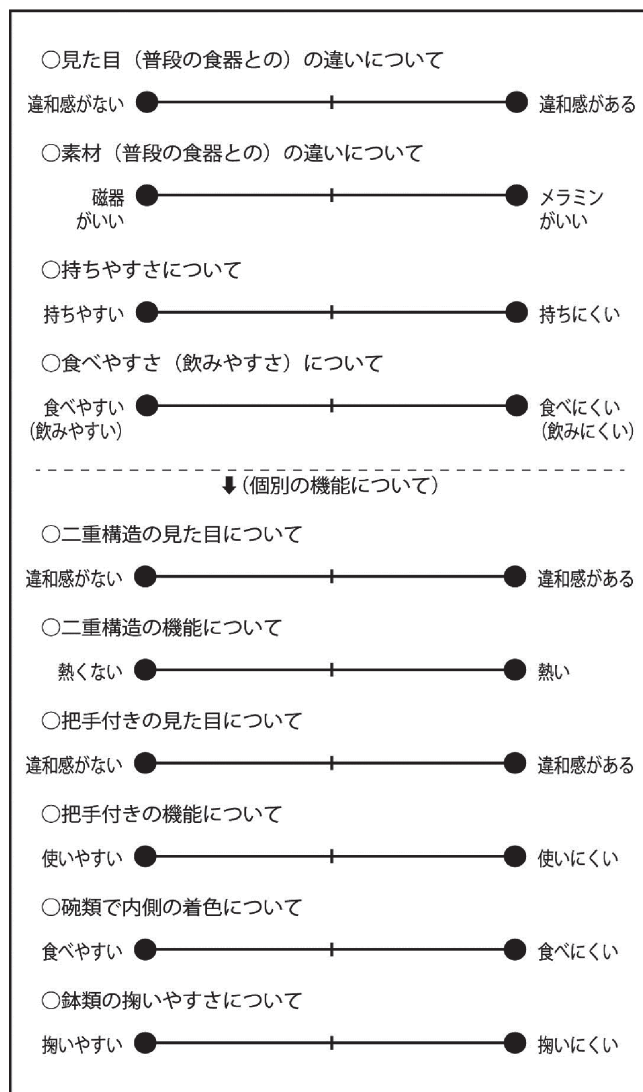 ○見た目（普段の食器との）の違いについて
違和感がない 違和感がある
○素材（普段の食器との）の違いについて
磁器 メラミン
がいい がいい
○持ちやすさについて
持ちやすい 持ちにくい
○食べやすさ（飲みやすさ）について
食べやすい 食べにくい
(飲みやすい) (飲みにくい)
⬇(個別の機能について)
○二重構造の見た目について
違和感がない 違和感がある
○二重構造の機能について
熱くない 熱い
○把手付きの見た目について
違和感がない 違和感がある
○把手付きの機能について
使いやすい 使いにくい
○碗類で内側の着色について
食べやすい 食べにくい
○鉢類の掬いやすさについて
掬いやすい 掬いにくい